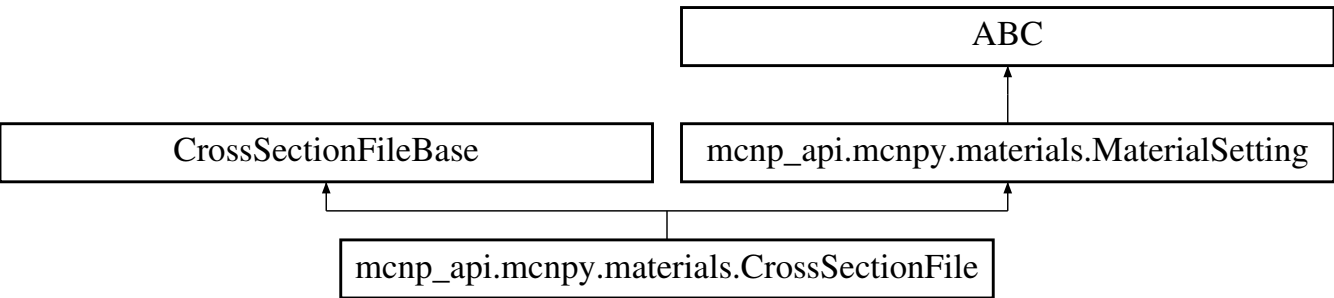 ABC
CrossSectionFileBase
mcnp_api.mcnpy.materials.MaterialSetting
mcnp_api.mcnpy.materials.CrossSectionFile